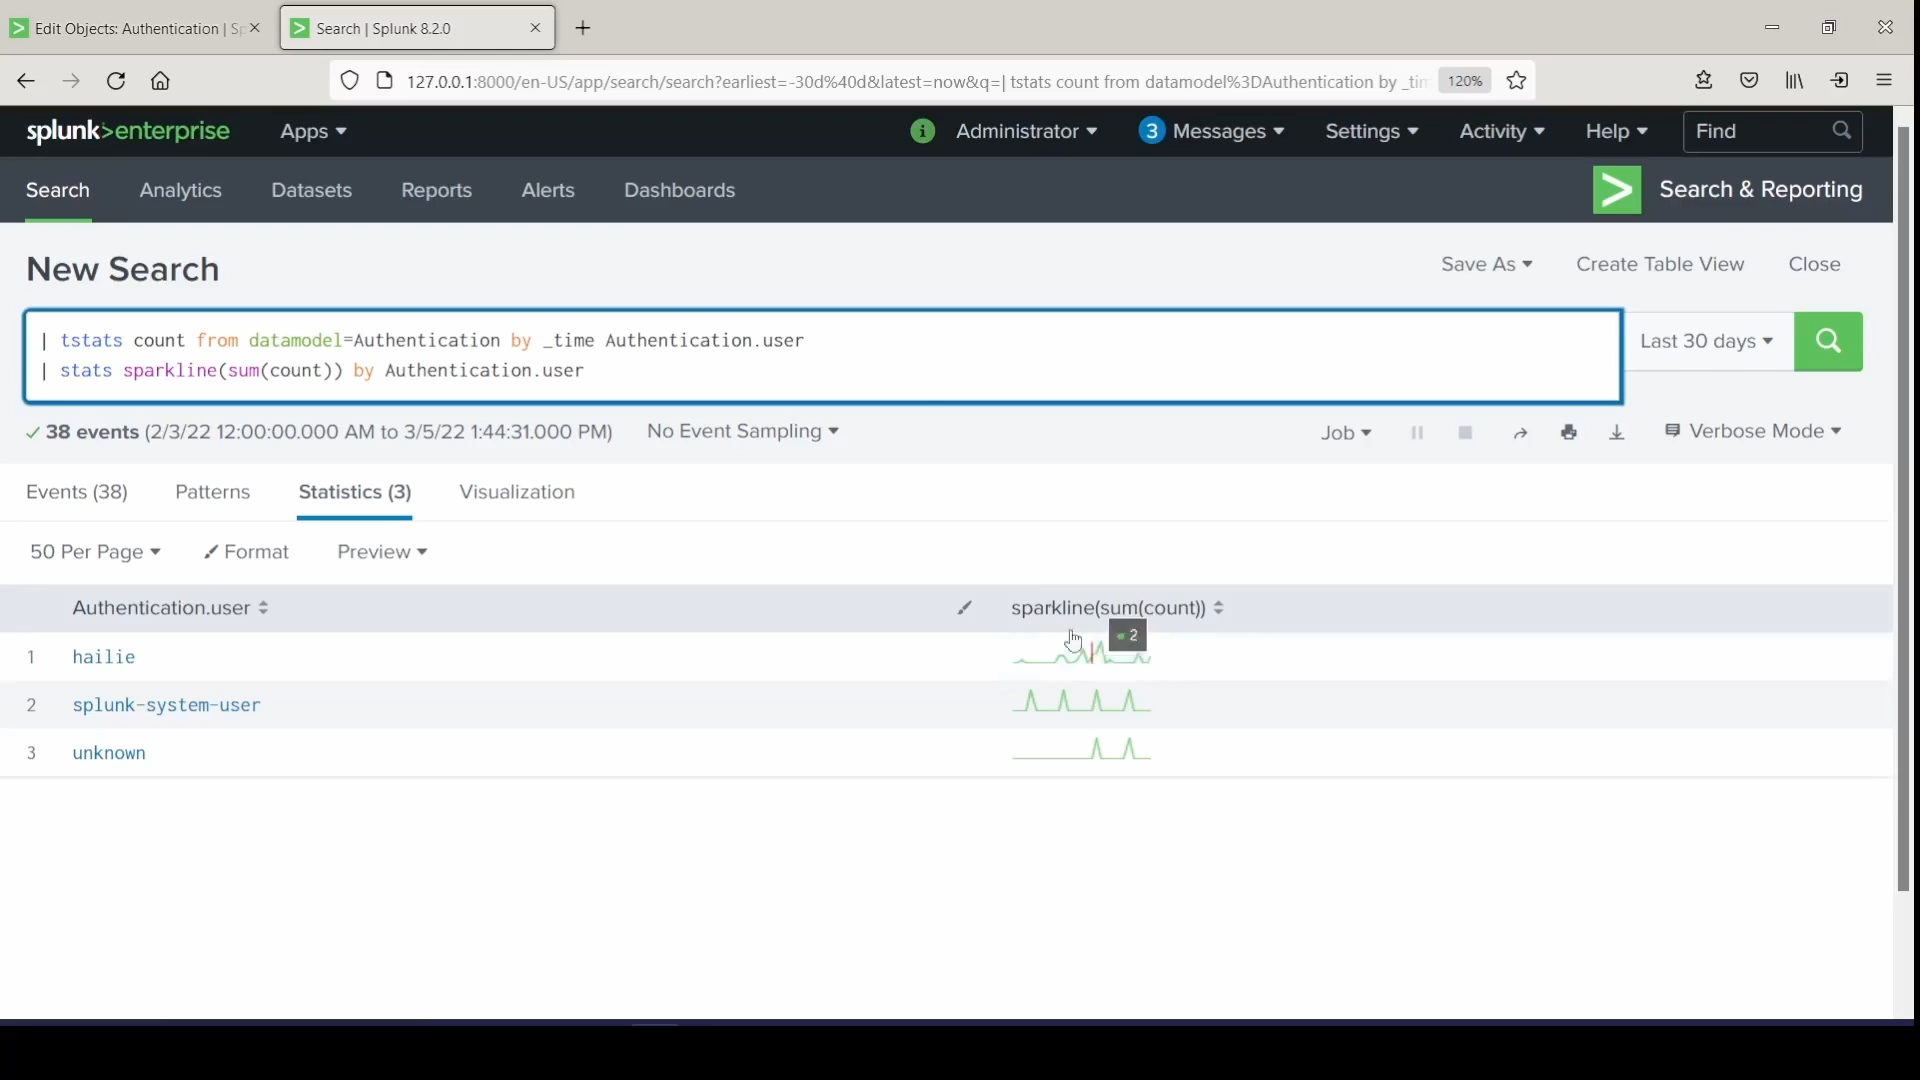 Edit Objects: Authentication | Sp
Search | Splunk 8.2.0
127.0.0.1:8000/en-US/app/search/search?earliest=-30d%40d&latest=now&q=| tstats count from datamodel%3DAuthentication by _tim
120%
splunk>enterprise
Apps
i
Administrator
3 Messages
Settings
Activity
Help
Find
Search
Analytics
Datasets
Reports
Alerts
Dashboards
Search & Reporting
New Search
Save As
Create Table View
Close
| tstats count from datamodel=Authentication by _time Authentication.user
| stats sparkline(sum(count)) by Authentication.user
Last 30 days
38 events (2/3/22 12:00:00.000 AM to 3/5/22 1:44:31.000 PM)
No Event Sampling
Job
Verbose Mode
Events (38)
Patterns
Statistics (3)
Visualization
50 Per Page
Format
Preview
Authentication.user
sparkline(sum(count))
2
1 hailie
2 splunk-system-user
3 unknown